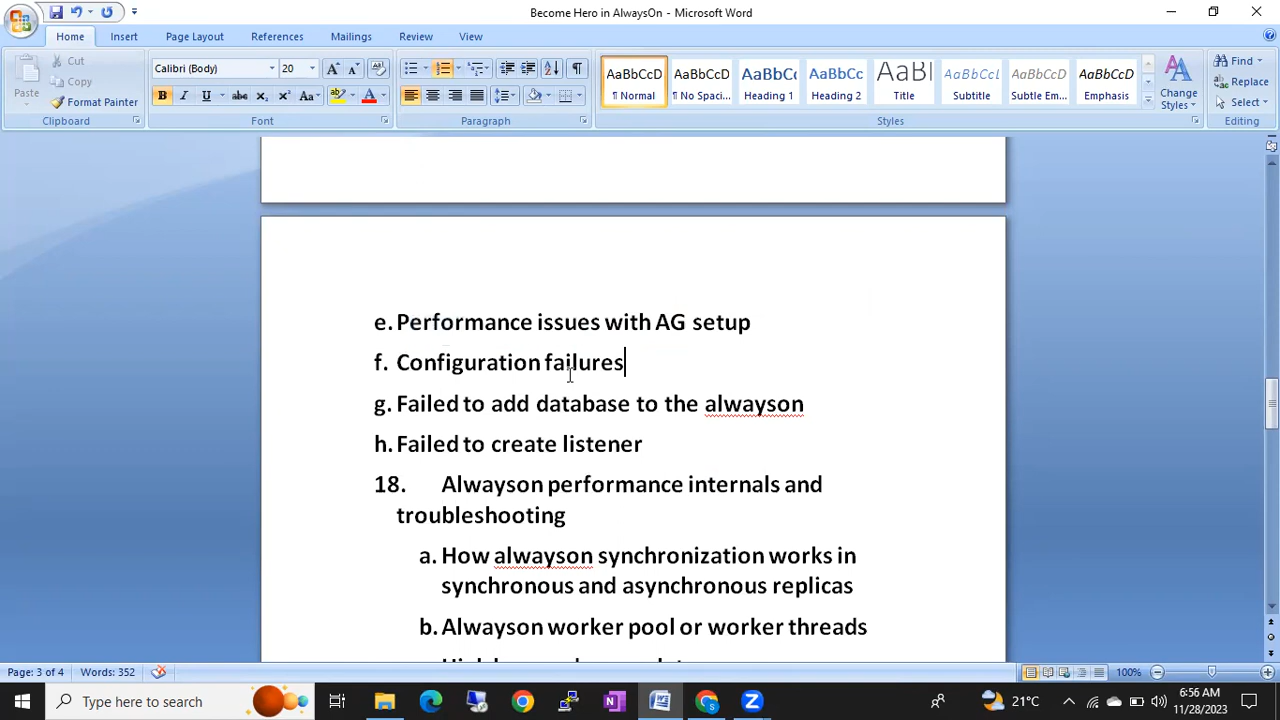 Become Hero in AlwaysOn - Microsoft Word
Home Insert Page Layout References Mailings Review View
Paste
Cut
Copy
Format Painter
Clipboard
Calibri (Body) 20
Font
Paragraph
AaBbCcD AaBbCcD AaBbCc AaBbCc AaBl AaBbCcL AaBbCcD AaBbCcD
¶ Normal ¶ No Spaci... Heading 1 Heading 2 Title Subtitle Subtle Em... Emphasis
Change Styles
Styles
Find
Replace
Select
Editing
e. Performance issues with AG setup
f. Configuration failures
g. Failed to add database to the alwayson
h. Failed to create listener
18. Alwayson performance internals and
troubleshooting
a. How alwayson synchronization works in
synchronous and asynchronous replicas
b. Alwayson worker pool or worker threads
Page: 3 of 4 Words: 352 100%
Type here to search
21°C
6:56 AM
11/28/2023